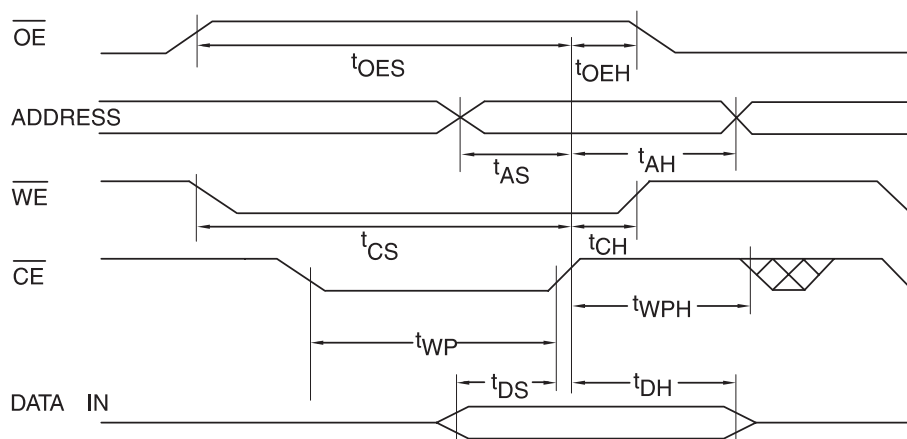 OE
tOES
tOEH
ADDRESS
tAS
tAH
WE
tCS
tCH
CE
tWPH
tWP
tDS
tDH
DATA IN